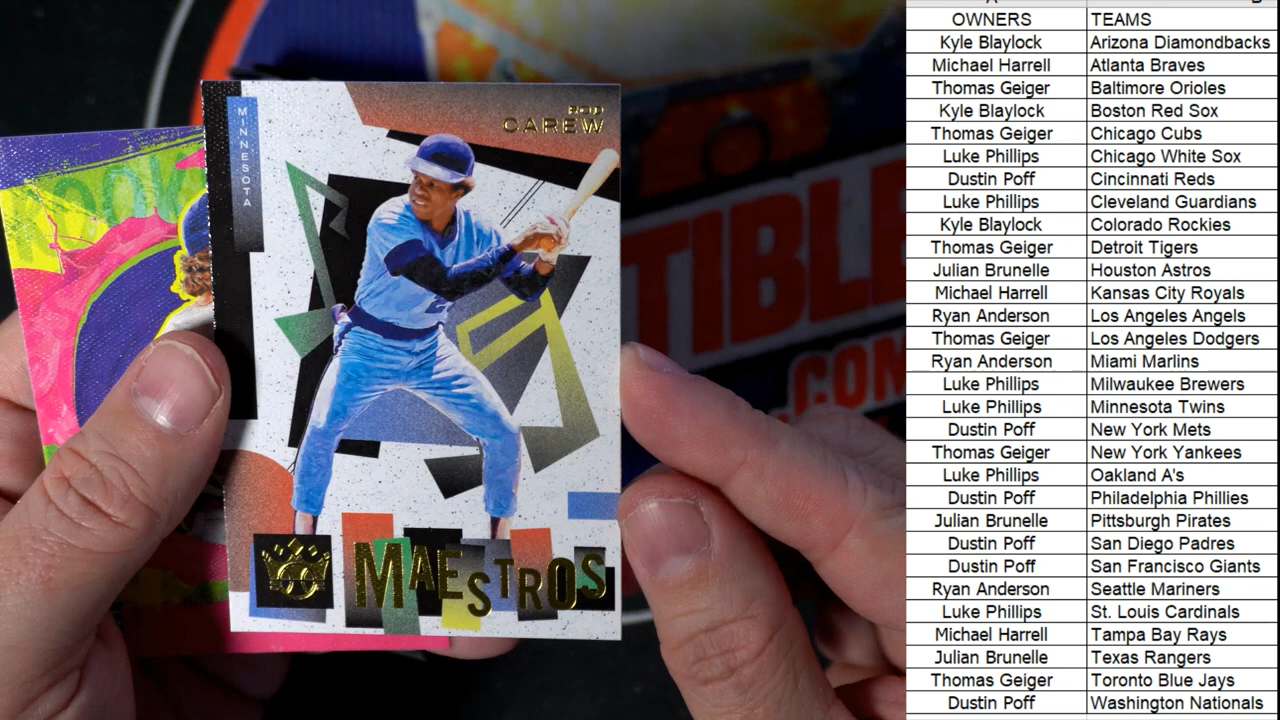 ROD
CAREW
MINNESOTA
MAESTROS
ROOK
TIBLE
.COM
OWNERS TEAMS
Kyle Blaylock Arizona Diamondbacks
Michael Harrell Atlanta Braves
Thomas Geiger Baltimore Orioles
Kyle Blaylock Boston Red Sox
Thomas Geiger Chicago Cubs
Luke Phillips Chicago White Sox
Dustin Poff Cincinnati Reds
Luke Phillips Cleveland Guardians
Kyle Blaylock Colorado Rockies
Thomas Geiger Detroit Tigers
Julian Brunelle Houston Astros
Michael Harrell Kansas City Royals
Ryan Anderson Los Angeles Angels
Thomas Geiger Los Angeles Dodgers
Ryan Anderson Miami Marlins
Luke Phillips Milwaukee Brewers
Luke Phillips Minnesota Twins
Dustin Poff New York Mets
Thomas Geiger New York Yankees
Luke Phillips Oakland A's
Dustin Poff Philadelphia Phillies
Julian Brunelle Pittsburgh Pirates
Dustin Poff San Diego Padres
Dustin Poff San Francisco Giants
Ryan Anderson Seattle Mariners
Luke Phillips St. Louis Cardinals
Michael Harrell Tampa Bay Rays
Julian Brunelle Texas Rangers
Thomas Geiger Toronto Blue Jays
Dustin Poff Washington Nationals